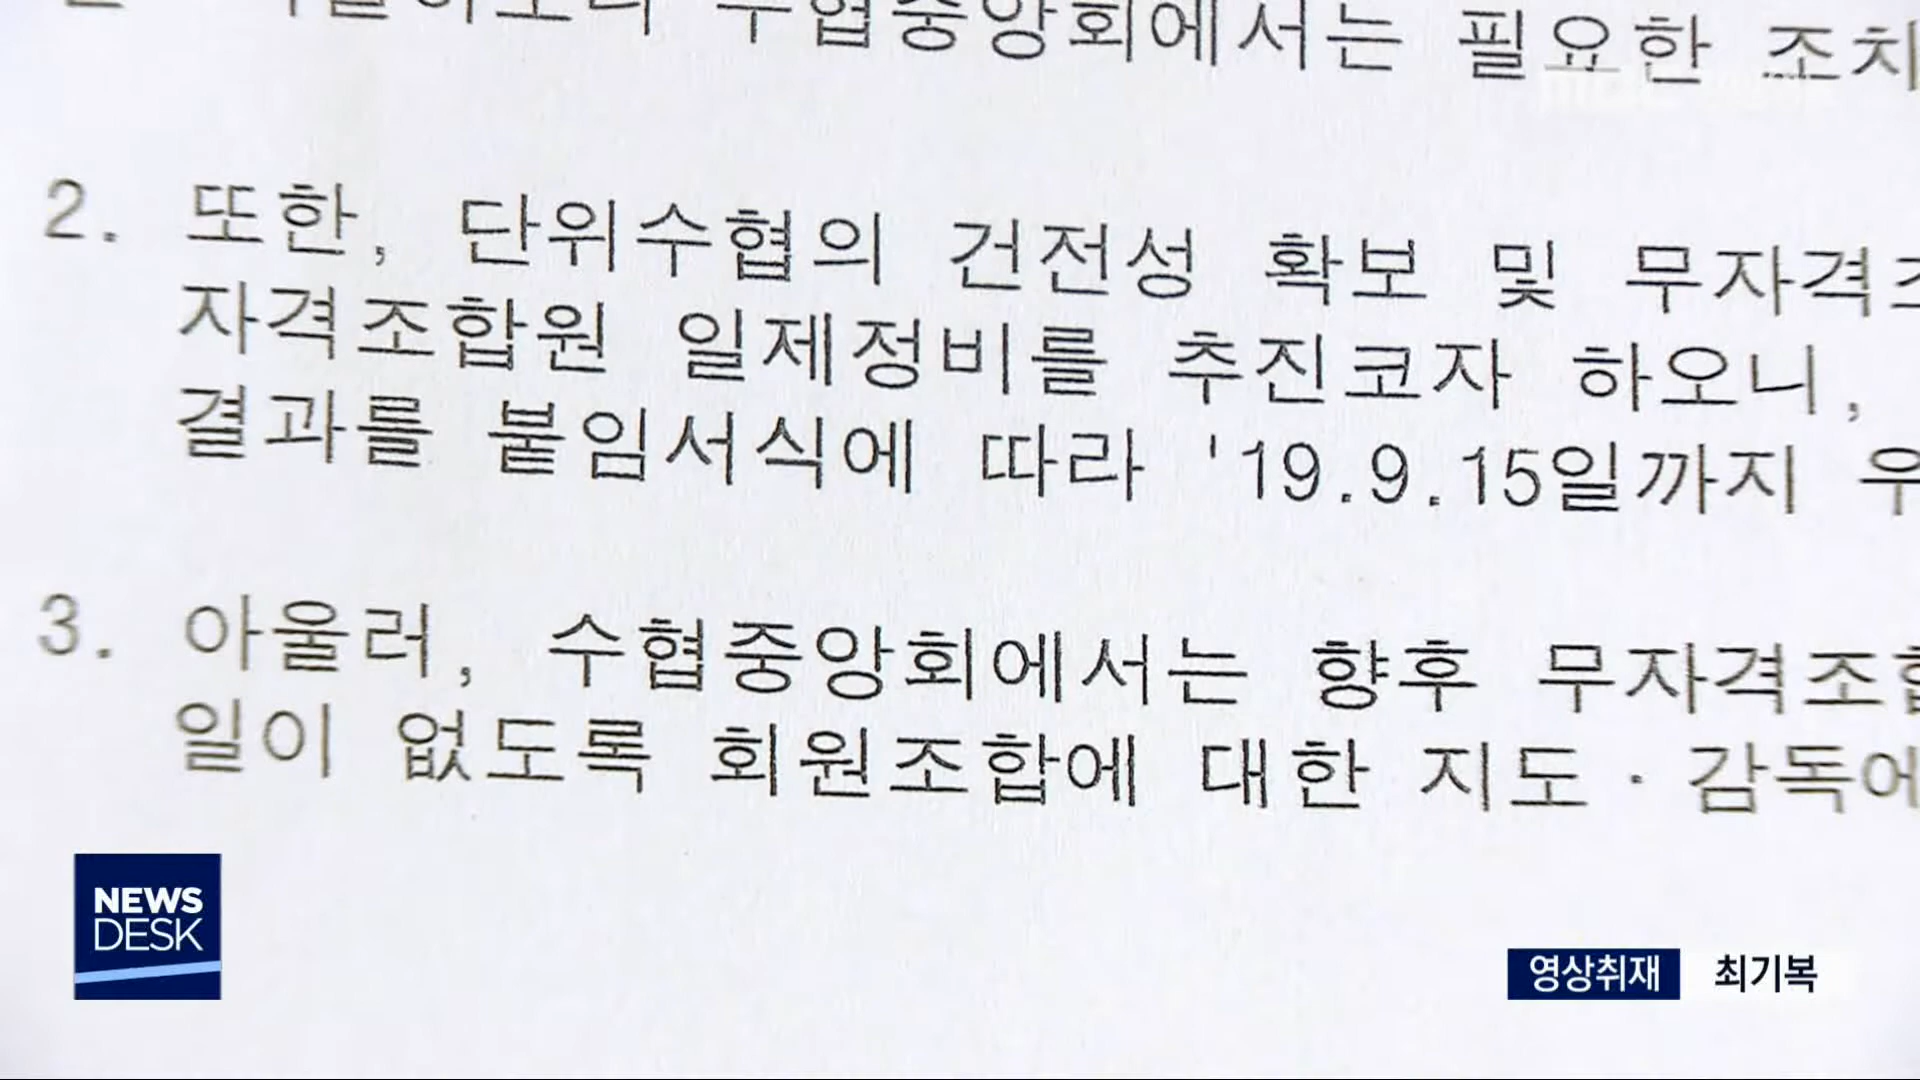 수협중앙회에서는 필요한 조치
2. 또한, 단위수협의 건전성 확보 및 무자격조
자격조합원 일제정비를 추진코자 하오니,
결과를 붙임서식에 따라 '19.9.15일까지 우
3. 아울러, 수협중앙회에서는 향후 무자격조합
일이 없도록 회원조합에 대한 지도·감독에
NEWS
DESK
영상취재 최기복